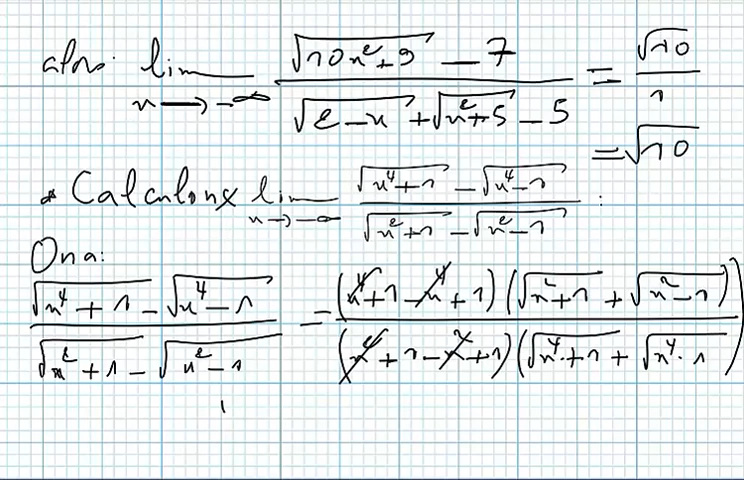 alors: lim_{x→-∞} (√(10x²+9) - 7) / (√(2-x) + √(x²+5) - 5) = √10 / 1
= √10
* Calculons lim_{x→-∞} (√(x⁴+1) - √(x⁴-1)) / (√(x²+1) - √(x²-1)) :
On a:
(√(x⁴+1) - √(x⁴-1)) / (√(x²+1) - √(x²-1)) = ((x⁴+1-x⁴+1)(√(x²+1) + √(x²-1))) / ((x⁴+1-x²+1)(√(x⁴+1) + √(x⁴-1)))